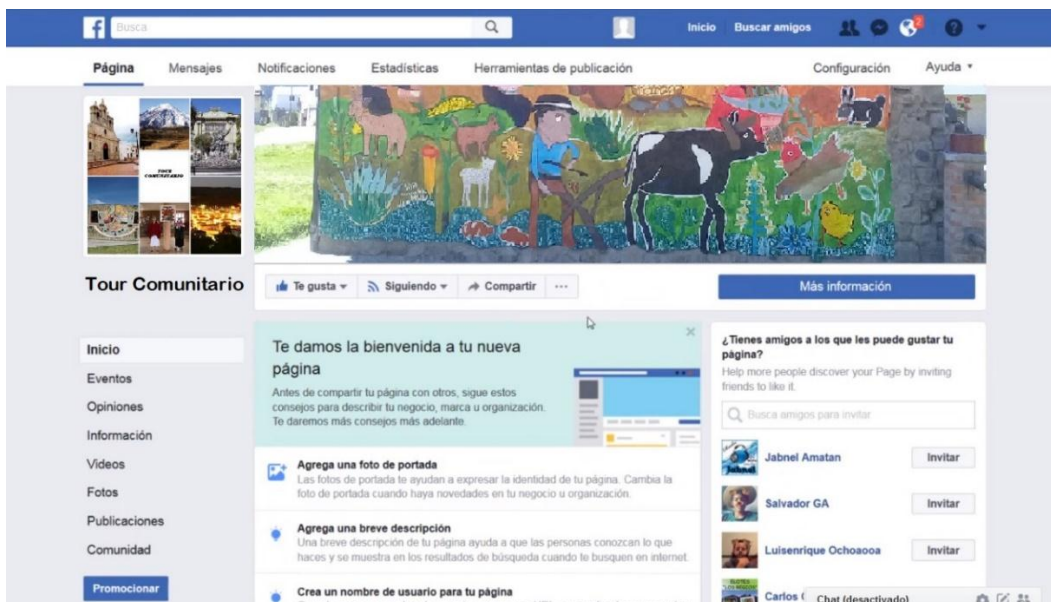 f Busca
Inicio Buscar amigos 2 ?
Página Mensajes Notificaciones Estadísticas Herramientas de publicación Configuración Ayuda
TOUR
COMUNITARIO
Tour Comunitario
Te gusta Siguiendo Compartir ...
Más información
Inicio
Eventos
Opiniones
Información
Videos
Fotos
Publicaciones
Comunidad
Promocionar
Te damos la bienvenida a tu nueva
página
Antes de compartir tu página con otros, sigue estos
consejos para describir tu negocio, marca u organización.
Te daremos más consejos más adelante.
Agrega una foto de portada
Las fotos de portada te ayudan a expresar la identidad de tu página. Cambia la
foto de portada cuando haya novedades en tu negocio u organización.
Agrega una breve descripción
Una breve descripción de tu página ayuda a que las personas conozcan lo que
haces y se muestra en los resultados de búsqueda cuando te busquen en internet.
Crea un nombre de usuario para tu página
¿Tienes amigos a los que les puede gustar tu
página?
Help more people discover your Page by inviting
friends to like it.
Busca amigos para invitar
Jabnel Amatan Invitar
Salvador GA Invitar
Luisenrique Ochoaooa Invitar
Carlos
Chat (desactivado)